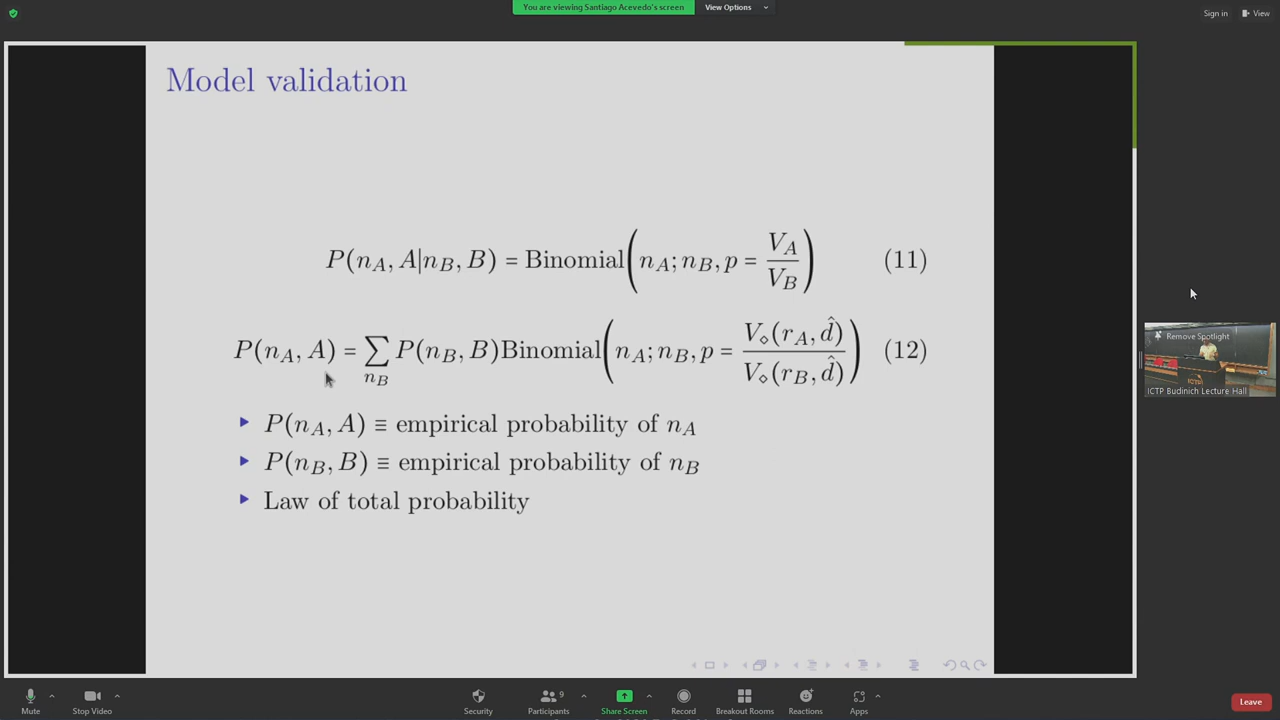 You are viewing Santiago Acevedo's screen
View Options
Sign in
View
Model validation
P(n_A, A|n_B, B) = Binomial(n_A; n_B, p = V_A/V_B) (11)
P(n_A, A) = ∑_{n_B} P(n_B, B)Binomial(n_A; n_B, p = V_⋄(r_A, d̂)/V_⋄(r_B, d̂)) (12)
P(n_A, A) ≡ empirical probability of n_A
P(n_B, B) ≡ empirical probability of n_B
Law of total probability
Remove Spotlight
ICTP
ICTP Budinich Lecture Hall
Mute
Stop Video
Security
Participants
9
Share Screen
Record
Breakout Rooms
Reactions
Apps
Leave